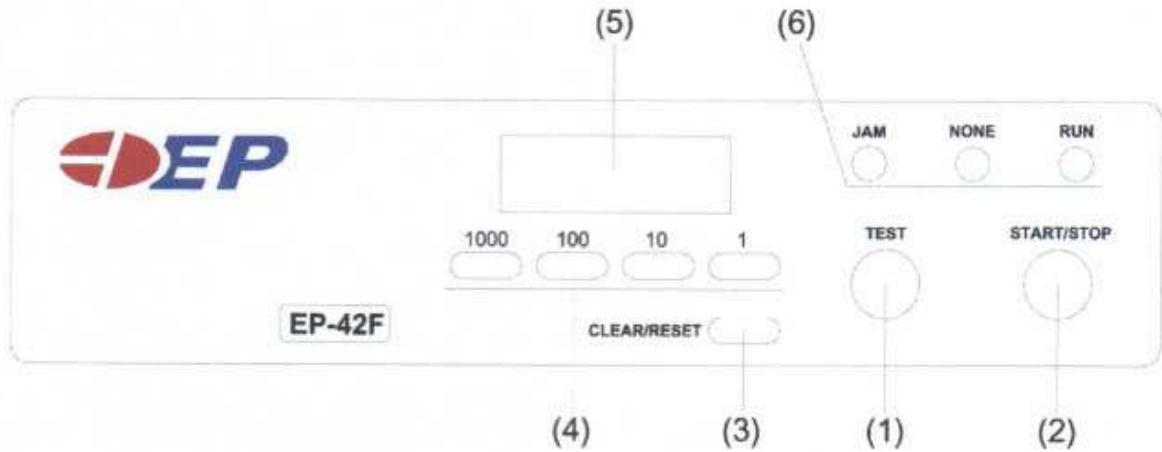 (5) (6)
JAM NONE RUN
EP
1000 100 10 1
TEST START/STOP
EP-42F
CLEAR/RESET
(4) (3) (1) (2)